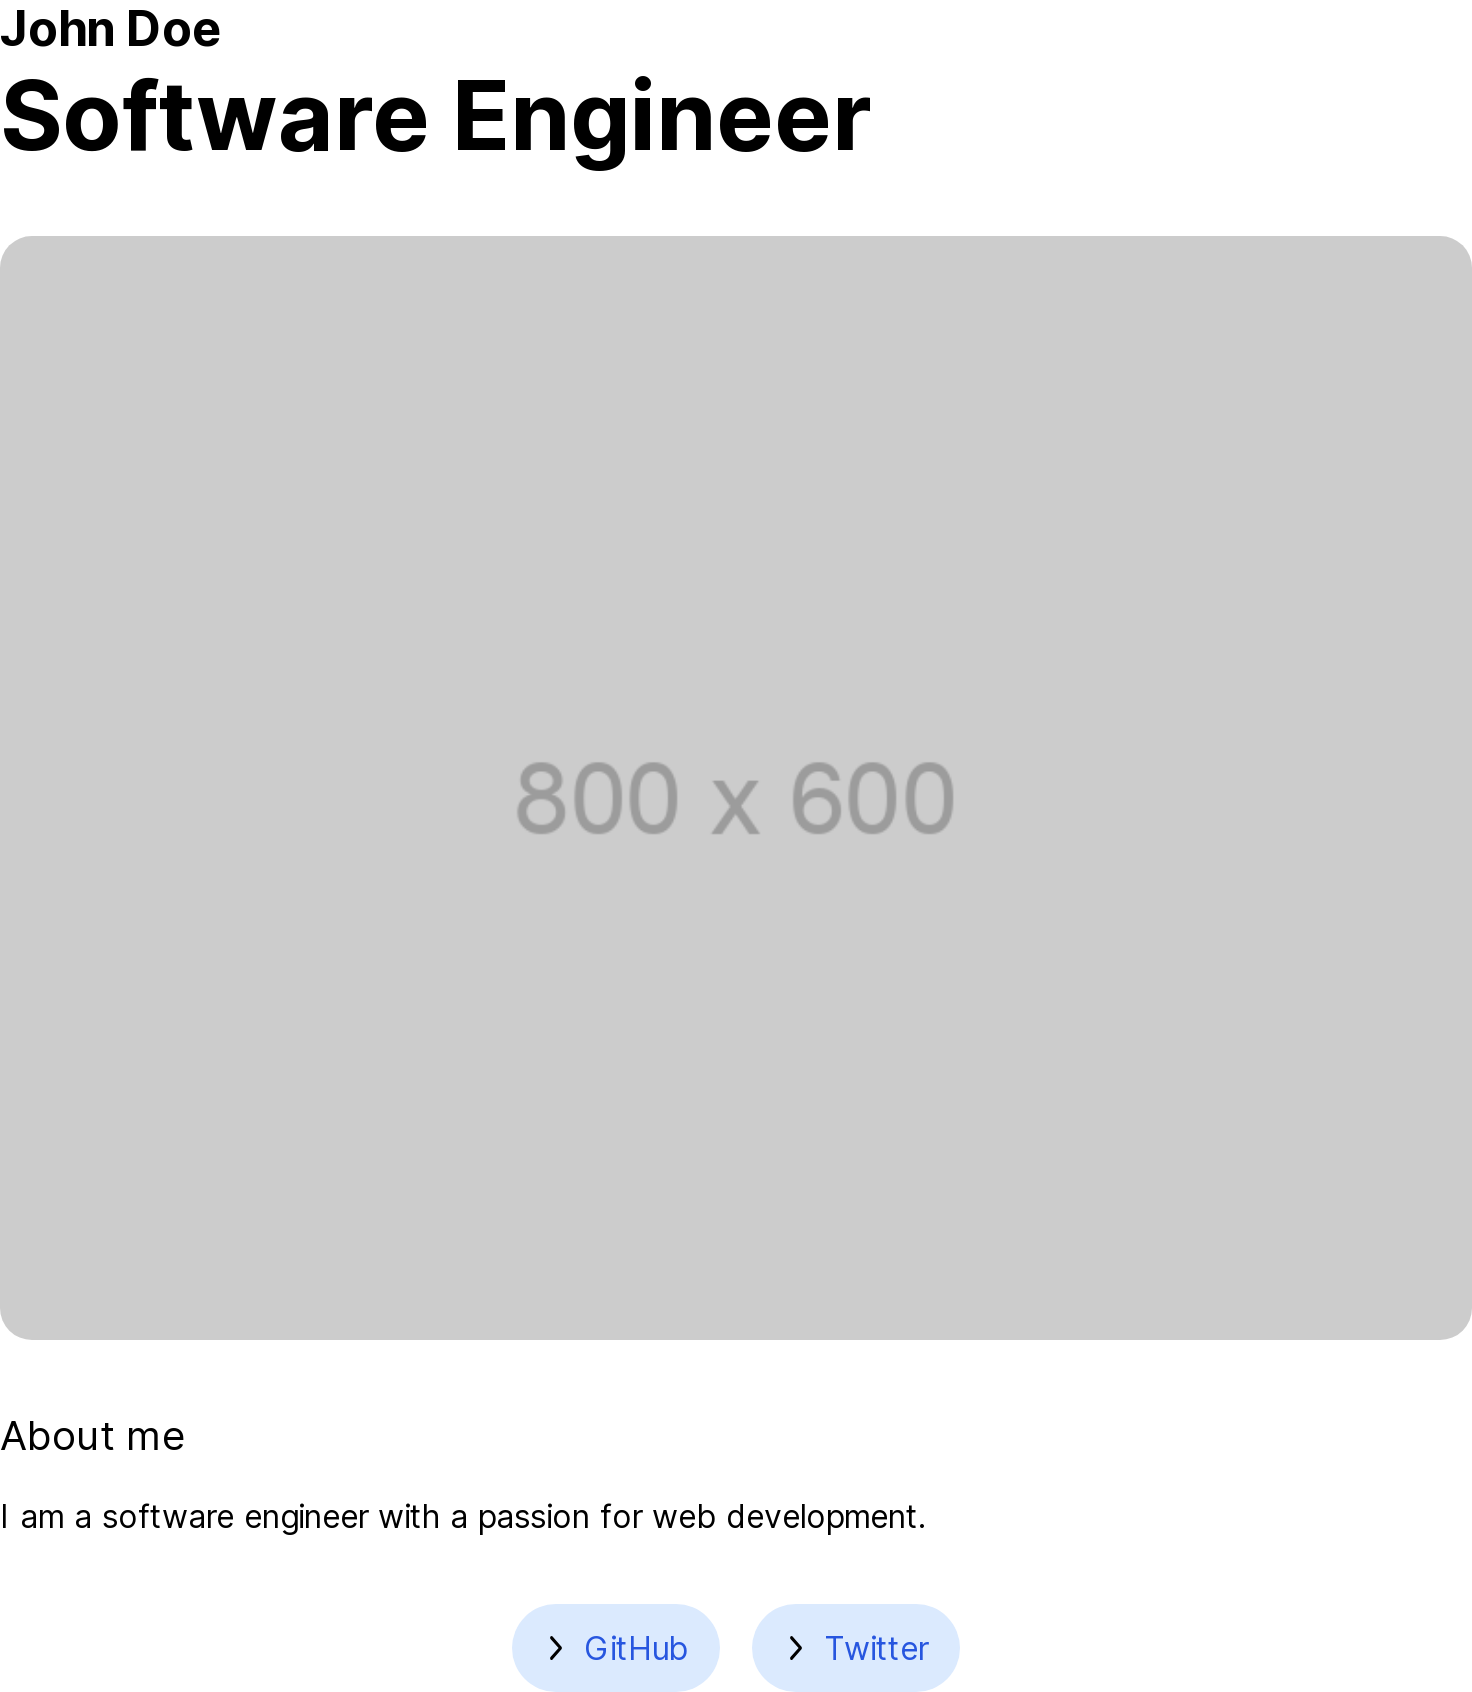 John Doe
Software Engineer
800 x 600
About me
I am a software engineer with a passion for web development.
GitHub
Twitter